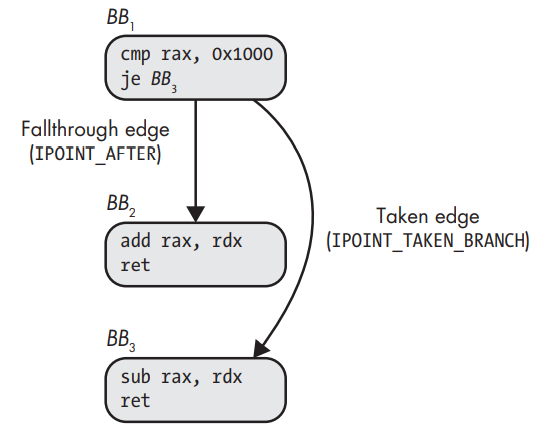 BB1
cmp rax, 0x1000
je BB3
Fallthrough edge
(IPOINT_AFTER)
BB2
add rax, rdx
ret
Taken edge
(IPOINT_TAKEN_BRANCH)
BB3
sub rax, rdx
ret